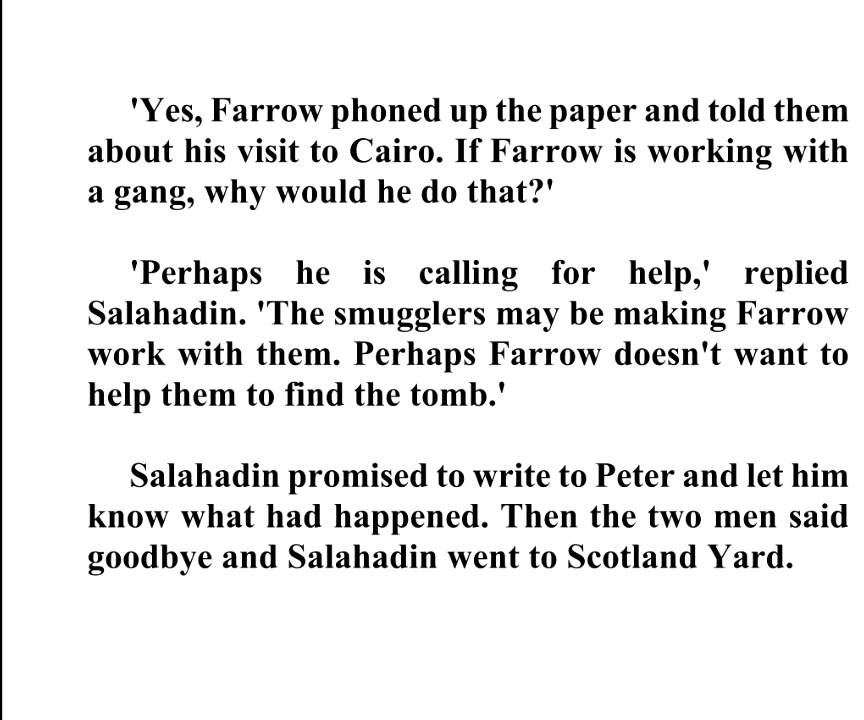 'Yes, Farrow phoned up the paper and told them
about his visit to Cairo. If Farrow is working with
a gang, why would he do that?'
'Perhaps he is calling for help,' replied
Salahadin. 'The smugglers may be making Farrow
work with them. Perhaps Farrow doesn't want to
help them to find the tomb.'
Salahadin promised to write to Peter and let him
know what had happened. Then the two men said
goodbye and Salahadin went to Scotland Yard.